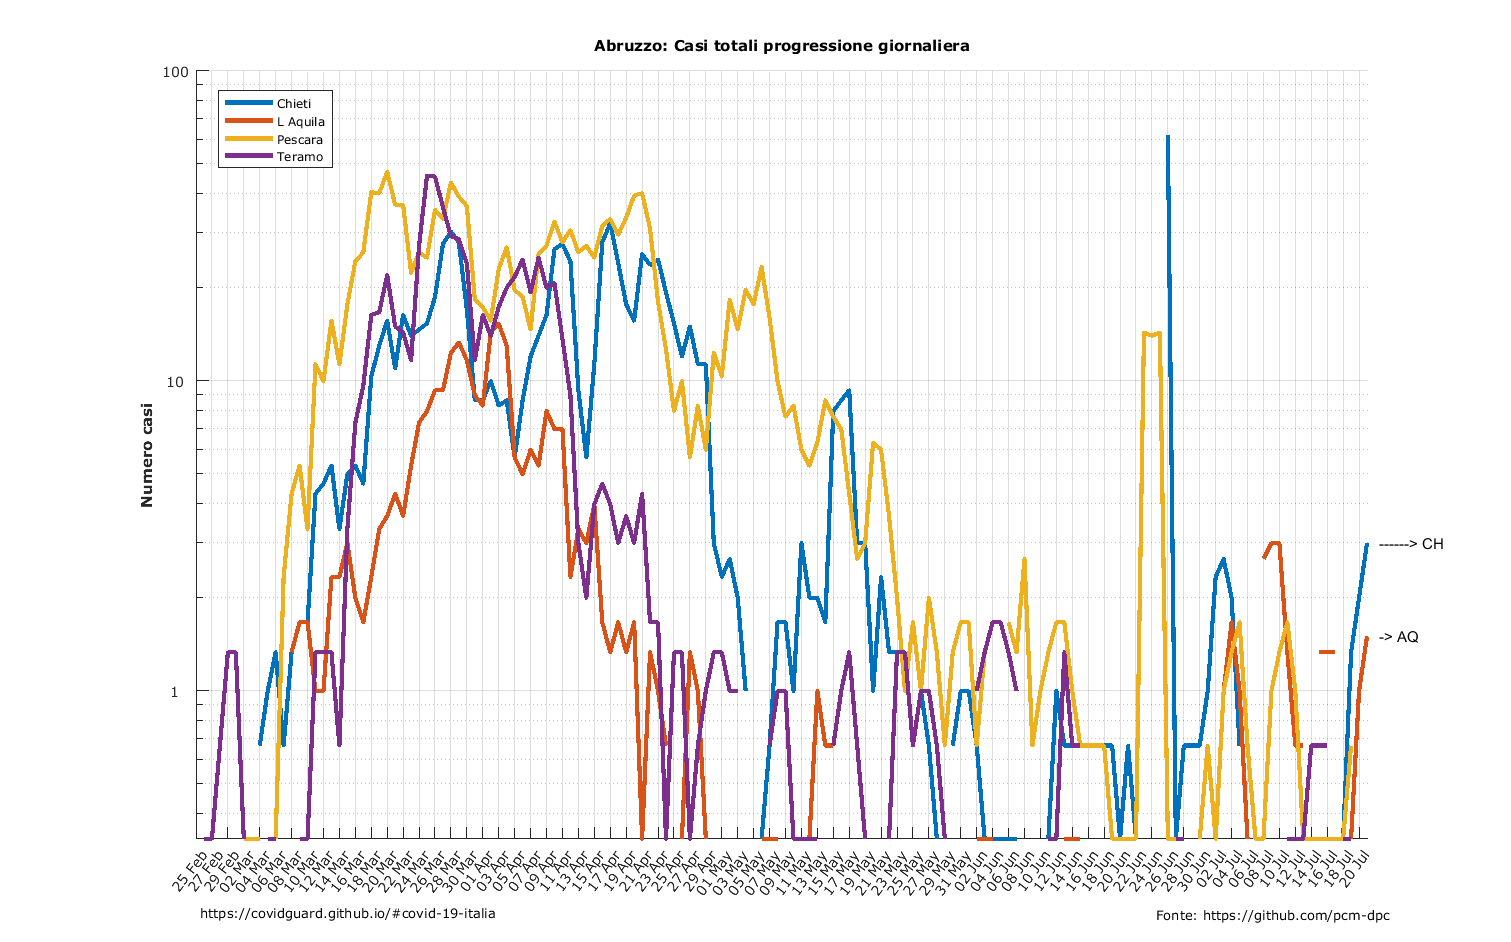 Abruzzo: Casi totali progressione giornaliera
100
10
1
Numero casi
Chieti
L Aquila
Pescara
Teramo
------> CH
-> AQ
25 Feb
27 Feb
29 Feb
02 Mar
04 Mar
06 Mar
08 Mar
10 Mar
12 Mar
14 Mar
16 Mar
18 Mar
20 Mar
22 Mar
24 Mar
26 Mar
28 Mar
30 Mar
01 Apr
03 Apr
05 Apr
07 Apr
09 Apr
11 Apr
13 Apr
15 Apr
17 Apr
19 Apr
21 Apr
23 Apr
25 Apr
27 Apr
29 Apr
01 May
03 May
05 May
07 May
09 May
11 May
13 May
15 May
17 May
19 May
21 May
23 May
25 May
27 May
29 May
31 May
02 Jun
04 Jun
06 Jun
08 Jun
10 Jun
12 Jun
14 Jun
16 Jun
18 Jun
20 Jun
22 Jun
24 Jun
26 Jun
28 Jun
30 Jun
02 Jul
04 Jul
06 Jul
08 Jul
10 Jul
12 Jul
14 Jul
16 Jul
18 Jul
20 Jul
https://covidguard.github.io/#covid-19-italia
Fonte: https://github.com/pcm-dpc